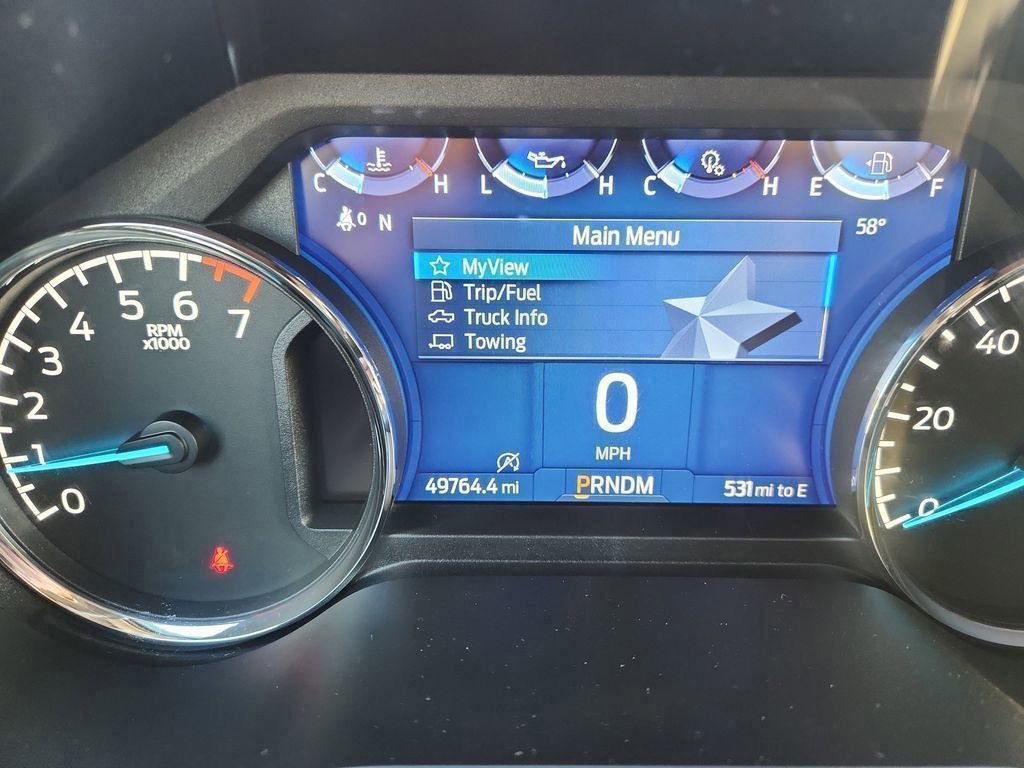 C H L H C H E F
0 N
58°
Main Menu
MyView
Trip/Fuel
Truck Info
Towing
0
MPH
49764.4 mi
PRNDM
531 mi to E
0 1 2 3 4 5 6 7
RPM
x1000
0 20 40